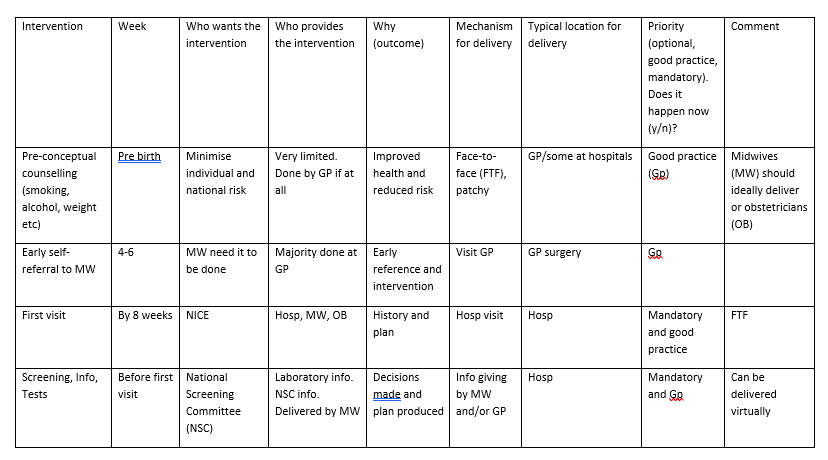 Intervention
Week
Who wants the
intervention
Who provides
the intervention
Why
(outcome)
Mechanism
for delivery
Typical location for
delivery
Priority
(optional,
good practice,
mandatory).
Does it
happen now
(y/n)?
Comment
Pre-conceptual
counselling
(smoking,
alcohol, weight
etc)
Pre birth
Minimise
individual and
national risk
Very limited.
Done by GP if at
all
Improved
health and
reduced risk
Face-to-
face (FTF),
patchy
GP/some at hospitals
Good practice
(Gp)
Midwives
(MW) should
ideally deliver
or obstetricians
(OB)
Early self-
referral to MW
4-6
MW need it to
be done
Majority done at
GP
Early
reference and
intervention
Visit GP
GP surgery
Gp
First visit
By 8 weeks
NICE
Hosp, MW, OB
History and
plan
Hosp visit
Hosp
Mandatory
and good
practice
FTF
Screening, Info,
Tests
Before first
visit
National
Screening
Committee
(NSC)
Laboratory info.
NSC info.
Delivered by MW
Decisions
made and
plan produced
Info giving
by MW
and/or GP
Hosp
Mandatory
and Gp
Can be
delivered
virtually